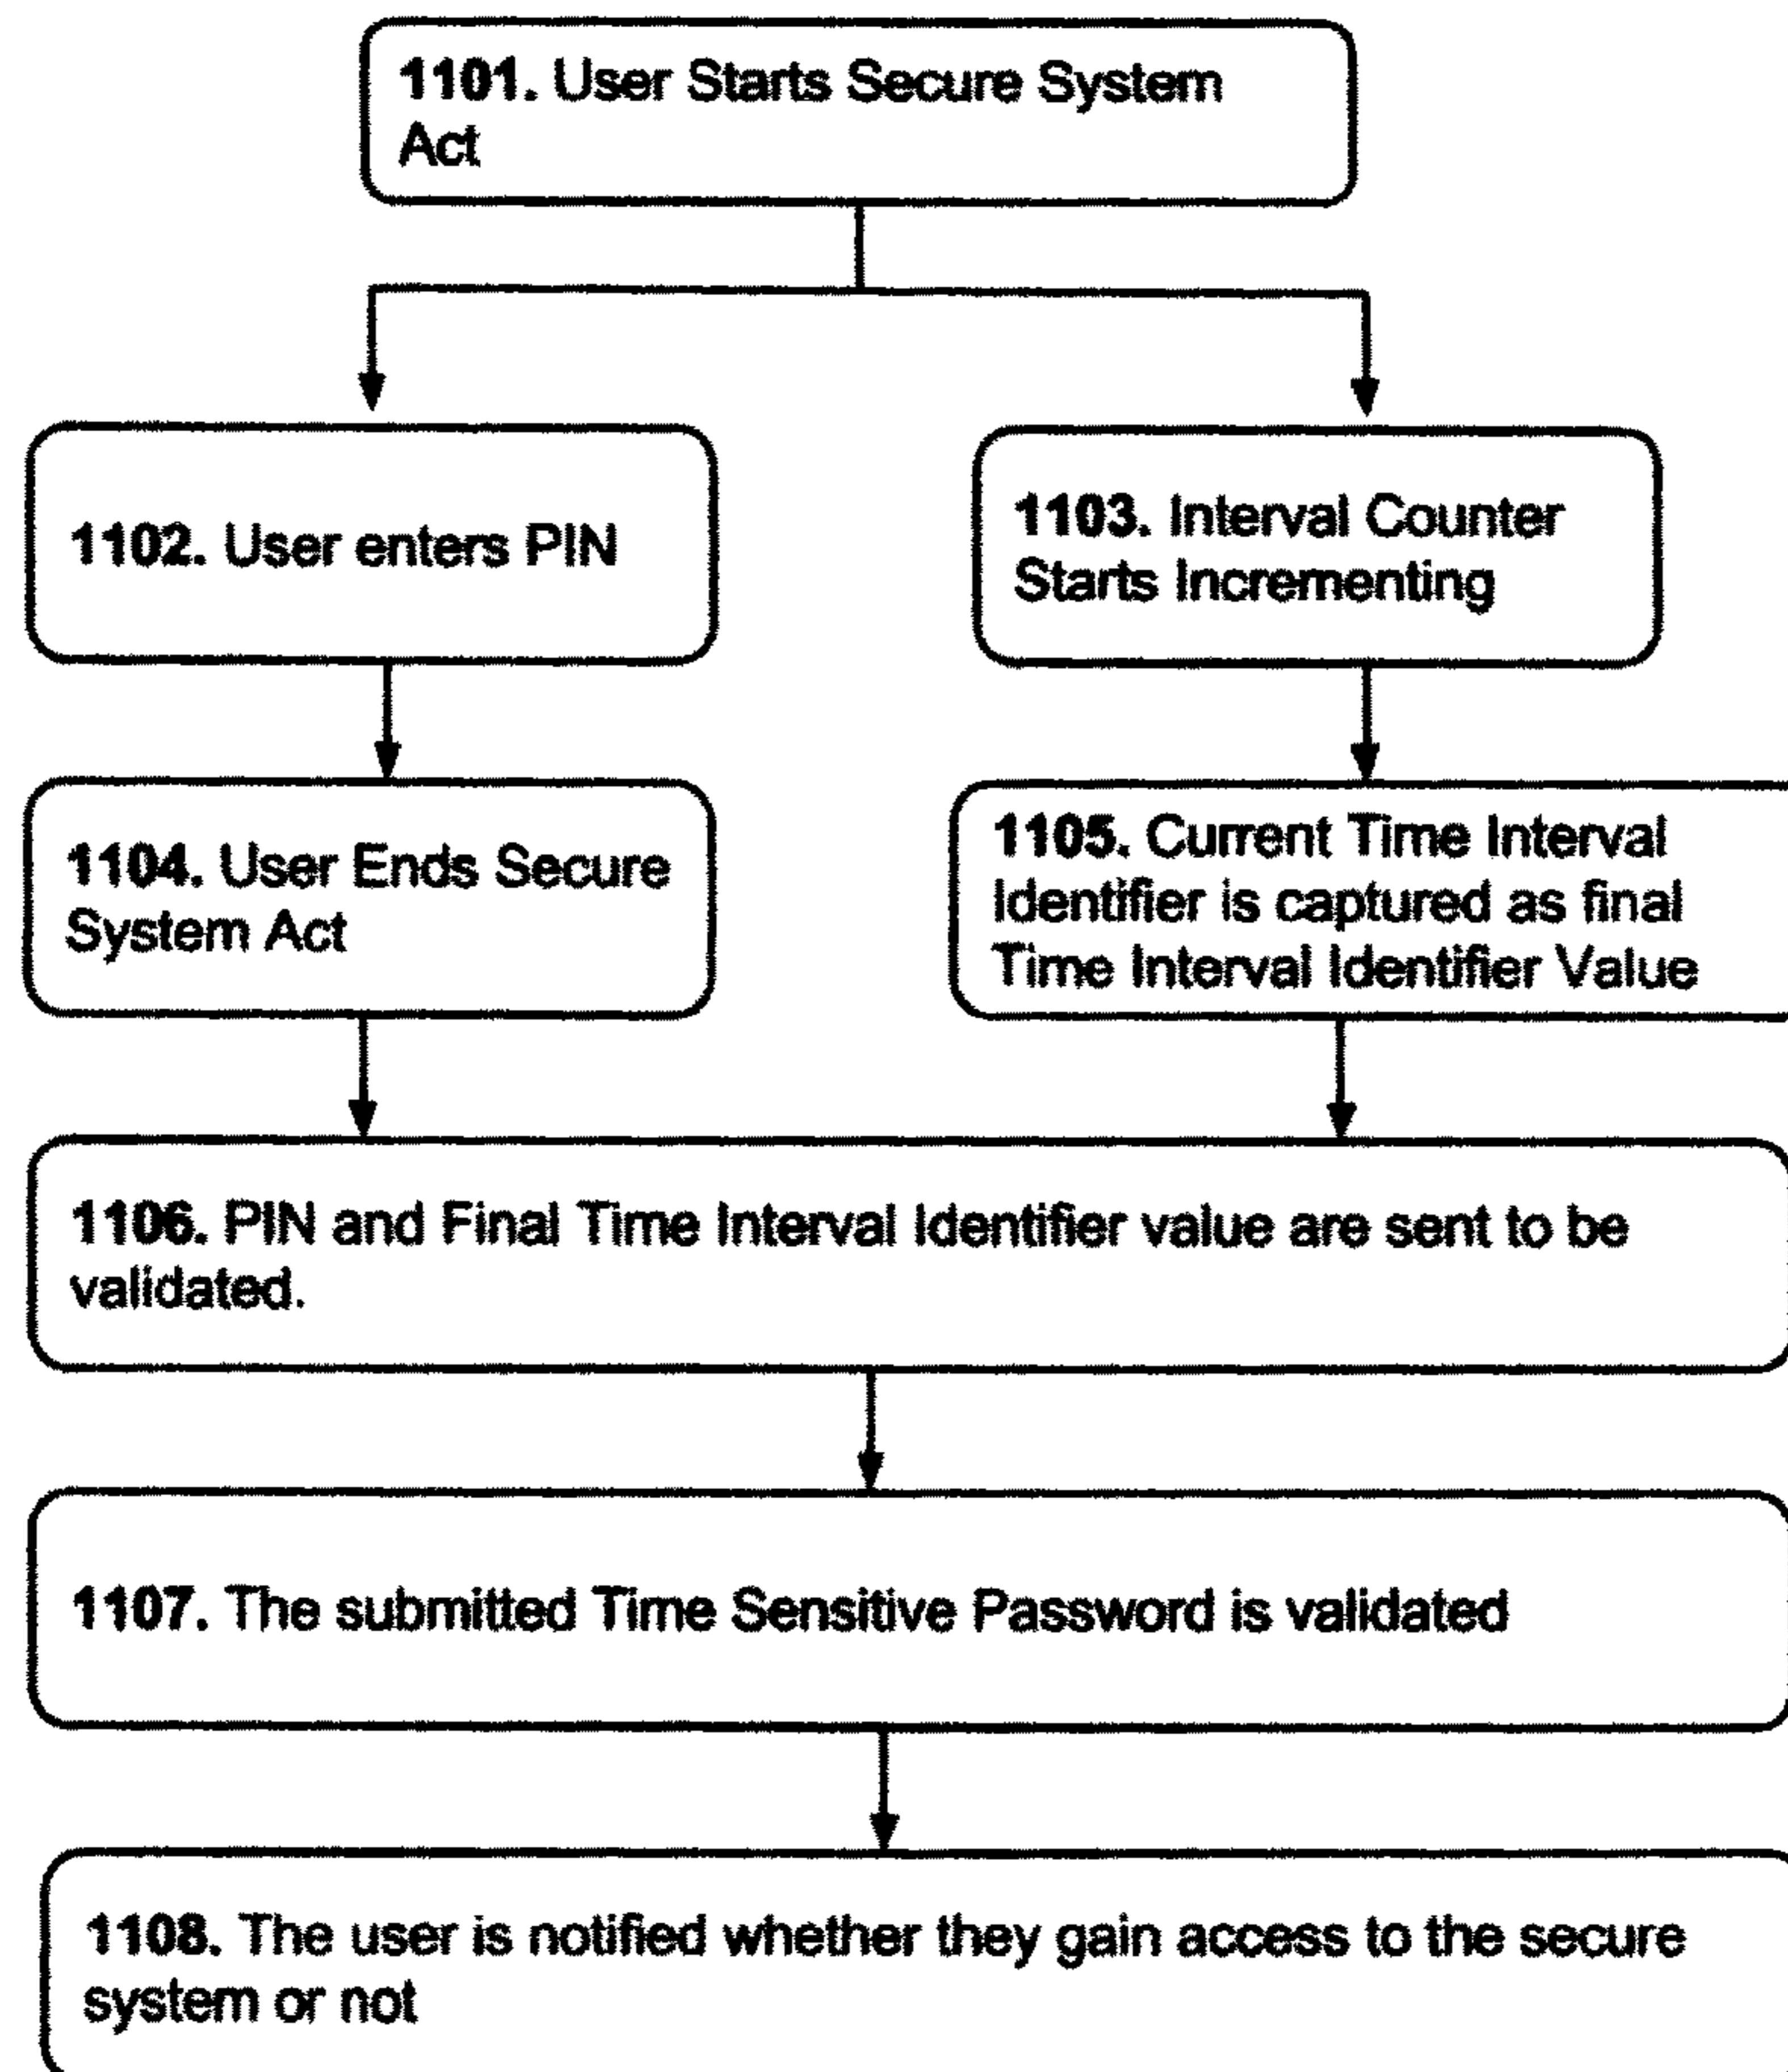 1101. User Starts Secure System
Act
1102. User enters PIN
1103. Interval Counter
Starts Incrementing
1104. User Ends Secure
System Act
1105. Current Time Interval
Identifier is captured as final
Time Interval Identifier Value
1106. PIN and Final Time Interval Identifier value are sent to be
validated.
1107. The submitted Time Sensitive Password is validated
1108. The user is notified whether they gain access to the secure
system or not